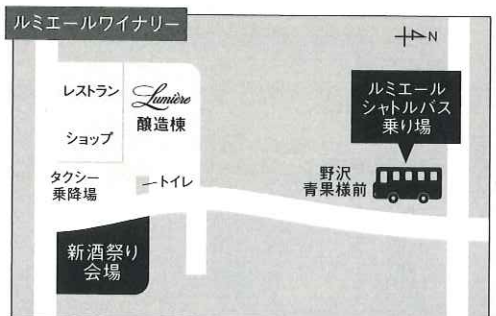 ルミエールワイナリー
N
レストラン
Lumière
醸造棟
ショップ
ルミエール
シャトルバス
乗り場
タクシー
乗降場
トイレ
野沢
青果様前
新酒祭り
会場